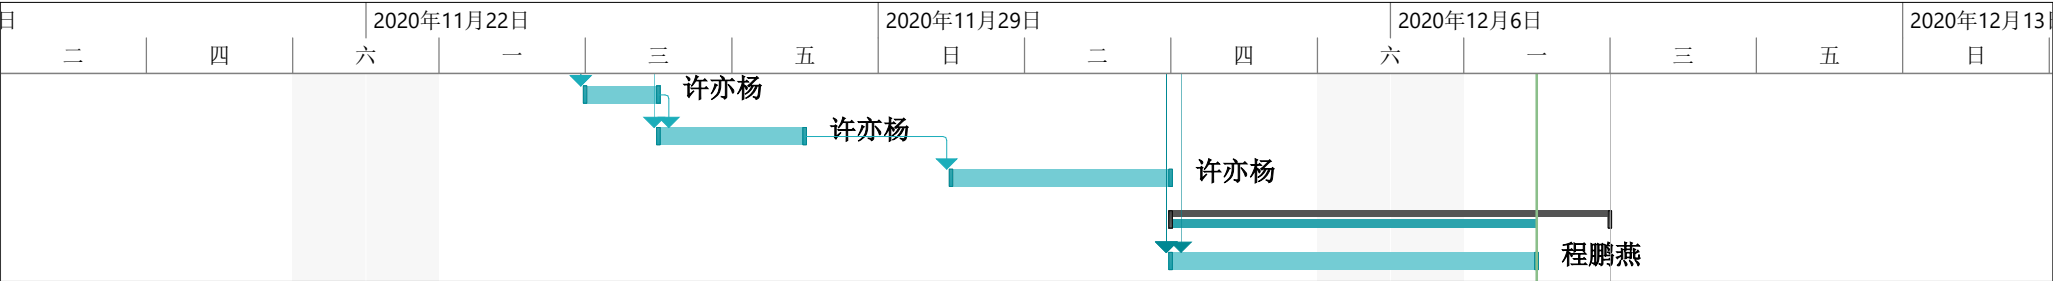 日 2020年11月22日 2020年11月29日 2020年12月6日 2020年12月13日
二 四 六 一 三 五 日 二 四 六 一 三 五 日
许亦杨
许亦杨
许亦杨
程鹏燕